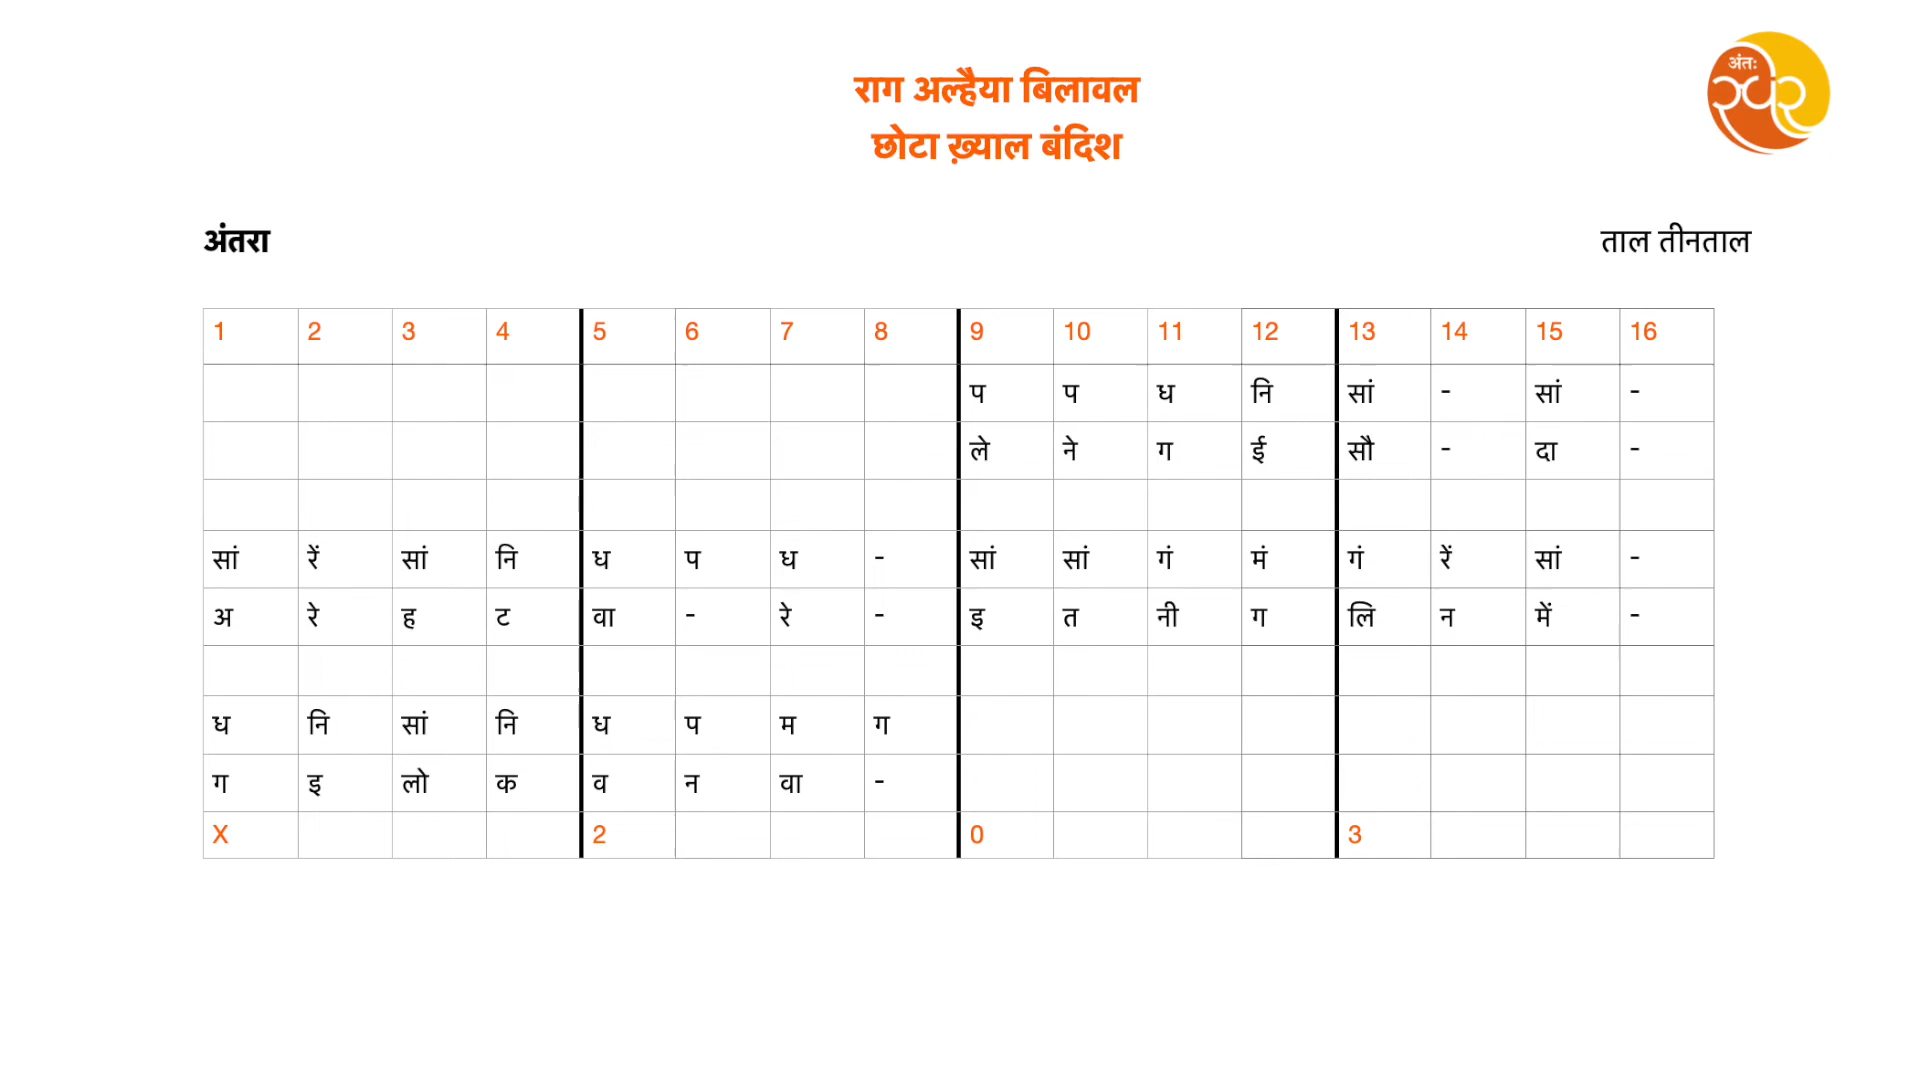 अंतः
स्वर
राग अल्हैया बिलावल
छोटा ख़्याल बंदिश
अंतरा ताल तीनताल
1 2 3 4 5 6 7 8 9 10 11 12 13 14 15 16
प प ध नि सां - सां -
ले ने ग ई सौ - दा -
सां रें सां नि ध प ध - सां सां गं मं गं रें सां -
अ रे ह ट वा - रे - इ त नी ग लि न में -
ध नि सां नि ध प म ग
ग इ लो क व न वा -
X 2 0 3